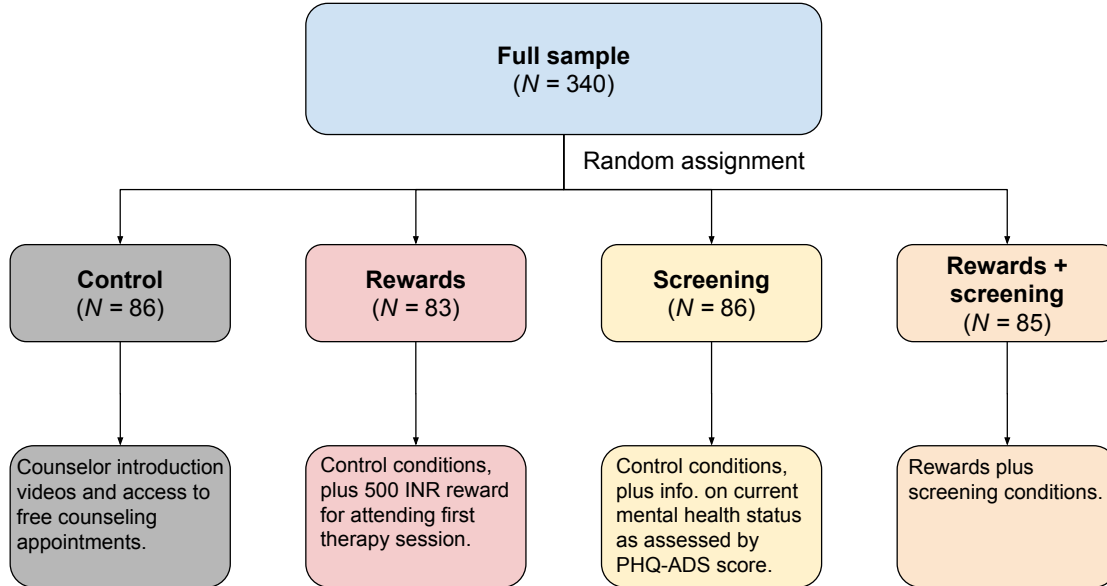 Full sample
(N = 340)
Random assignment
Control
(N = 86)
Rewards
(N = 83)
Screening
(N = 86)
Rewards +
screening
(N = 85)
Counselor introduction
videos and access to
free counseling
appointments.
Control conditions,
plus 500 INR reward
for attending first
therapy session.
Control conditions,
plus info. on current
mental health status
as assessed by
PHQ-ADS score.
Rewards plus
screening conditions.